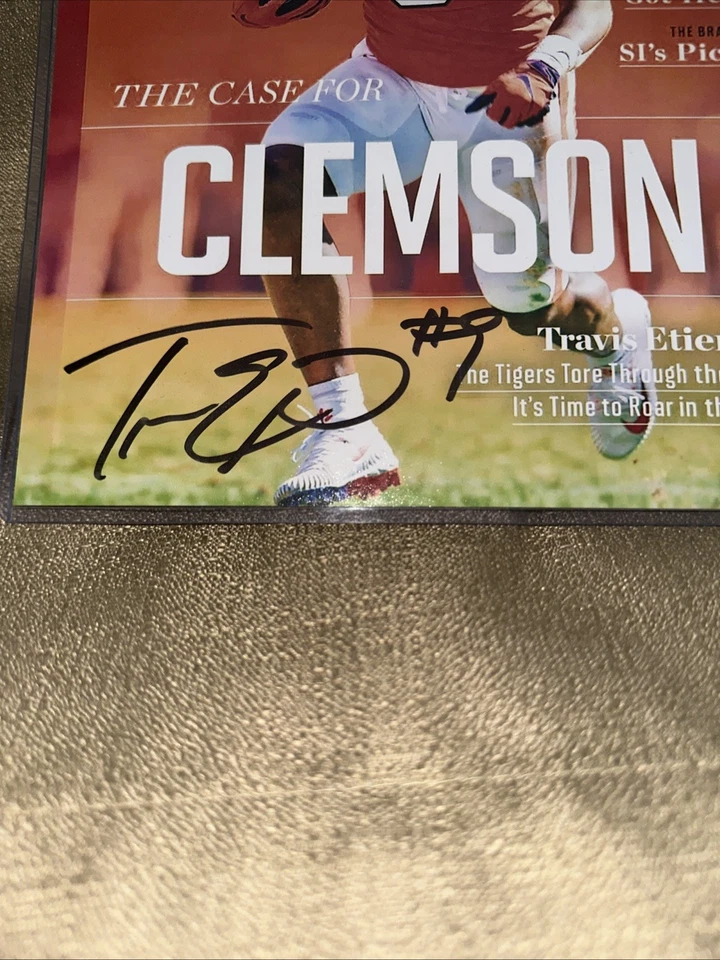 THE BRA
SI's Pic
THE CASE FOR
CLEMSON
#9
Travis Etien
The Tigers Tore Through the
It's Time to Roar in th